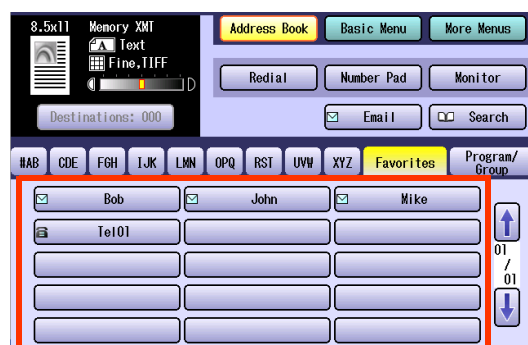 8.5x11 Memory XMT
A Text
Fine,TIFF
D
Destinations: 000
Address Book Basic Menu More Menus
Redial Number Pad Monitor
Email Search
#AB CDE FGH IJK LMN OPQ RST UVW XYZ Favorites Program/
Group
Bob John Mike
Tel01
01
/
01